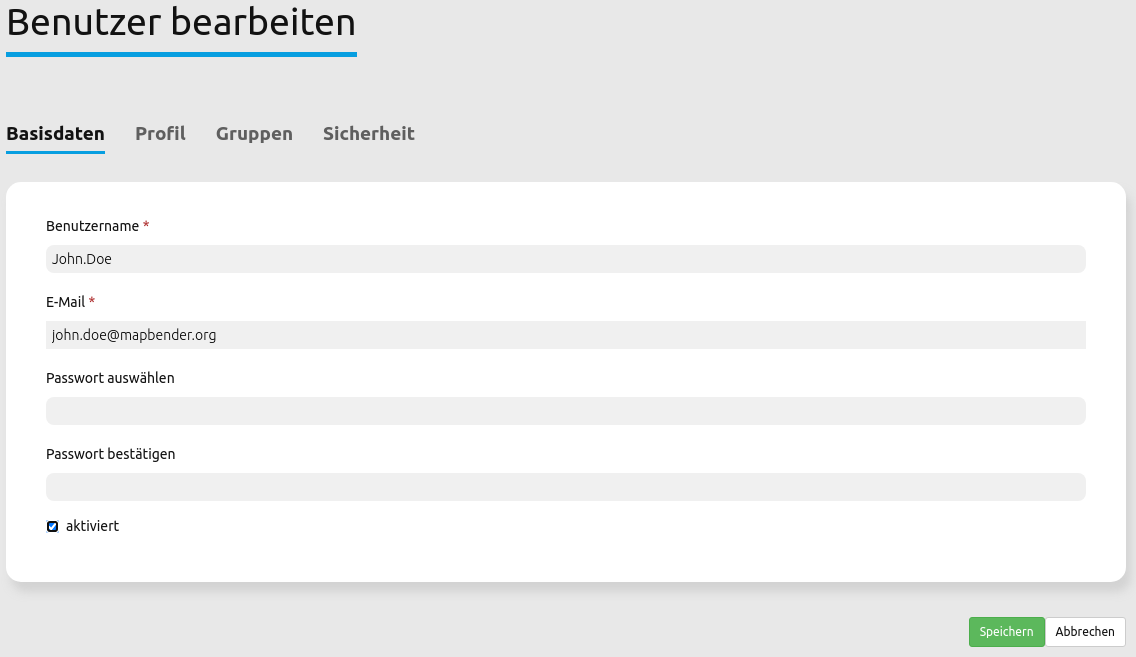 Benutzer bearbeiten
Basisdaten Profil Gruppen Sicherheit
Benutzername *
John.Doe
E-Mail *
john.doe@mapbender.org
Passwort auswählen
Passwort bestätigen
aktiviert
Speichern Abbrechen